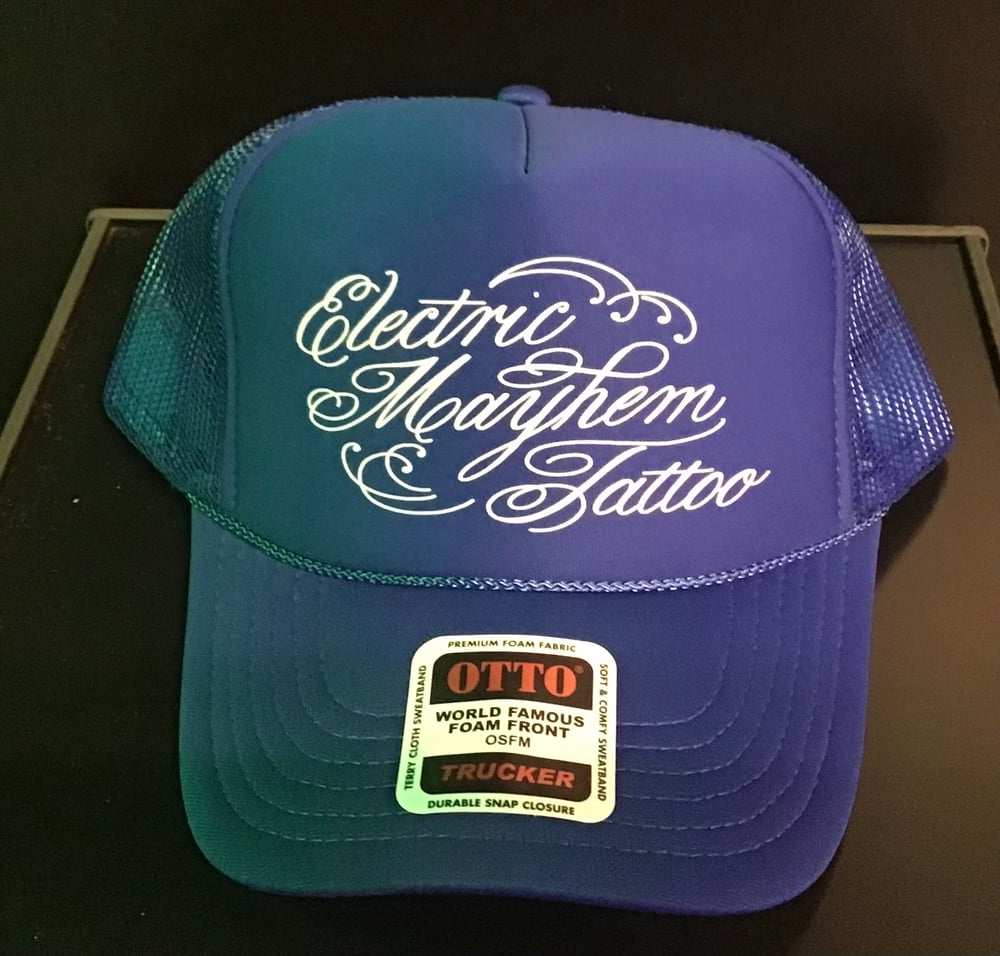 Electric
Mayhem
Tattoo
PREMIUM FOAM FABRIC
OTTO®
WORLD FAMOUS
FOAM FRONT
OSFM
TRUCKER
DURABLE SNAP CLOSURE
TERRY CLOTH SWEATBAND
SOFT & COMFY SWEATBAND